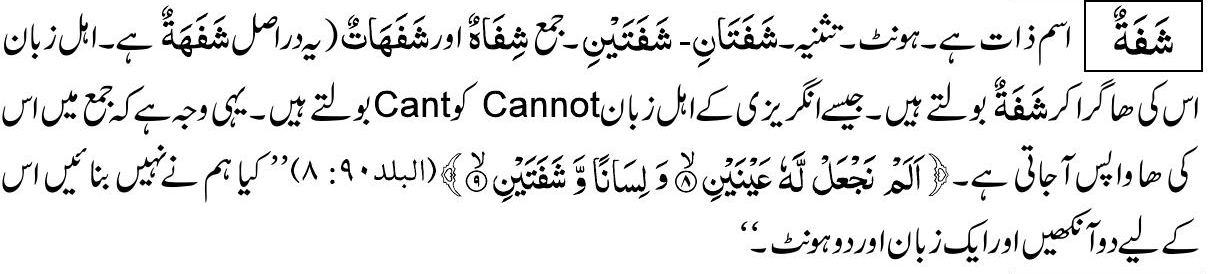 شَفَةٌ اسم ذات ہے۔ ہونٹ۔ تثنیہ۔ شَفَتَانِ۔ شَفَتَيْنِ۔ جمع شِفَاهٌ اور شَفَهَاتٌ (یہ دراصل شَفَهَةٌ ہے۔ اہل زبان
اس کی ھا گرا کر شَفَةٌ بولتے ہیں۔ جیسے انگریزی کے اہل زبان Cannot کو Cant بولتے ہیں۔ یہی وجہ ہے کہ جمع میں اس
کی ھا واپس آجاتی ہے۔ ﴿اَلَمْ نَجْعَلْ لَّهٗ عَيْنَيْنِ ۙ۸ وَ لِسَانًا وَّ شَفَتَيْنِ ۙ۹﴾ (البلد ۹۰: ۸) ’’کیا ہم نے نہیں بنائیں اس
کے لیے دو آنکھیں اور ایک زبان اور دو ہونٹ۔‘‘